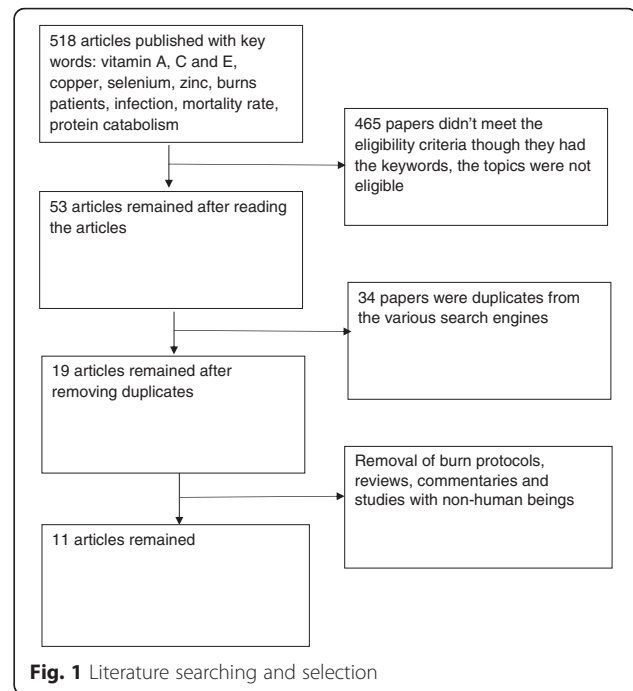 518 articles published with key
words: vitamin A, C and E,
copper, selenium, zinc, burns
patients, infection, mortality rate,
protein catabolism
465 papers didn't meet the
eligibility criteria though they had
the keywords, the topics were not
eligible
53 articles remained after reading
the articles
34 papers were duplicates from
the various search engines
19 articles remained after
removing duplicates
Removal of burn protocols,
reviews, commentaries and
studies with non-human beings
11 articles remained
Fig. 1 Literature searching and selection